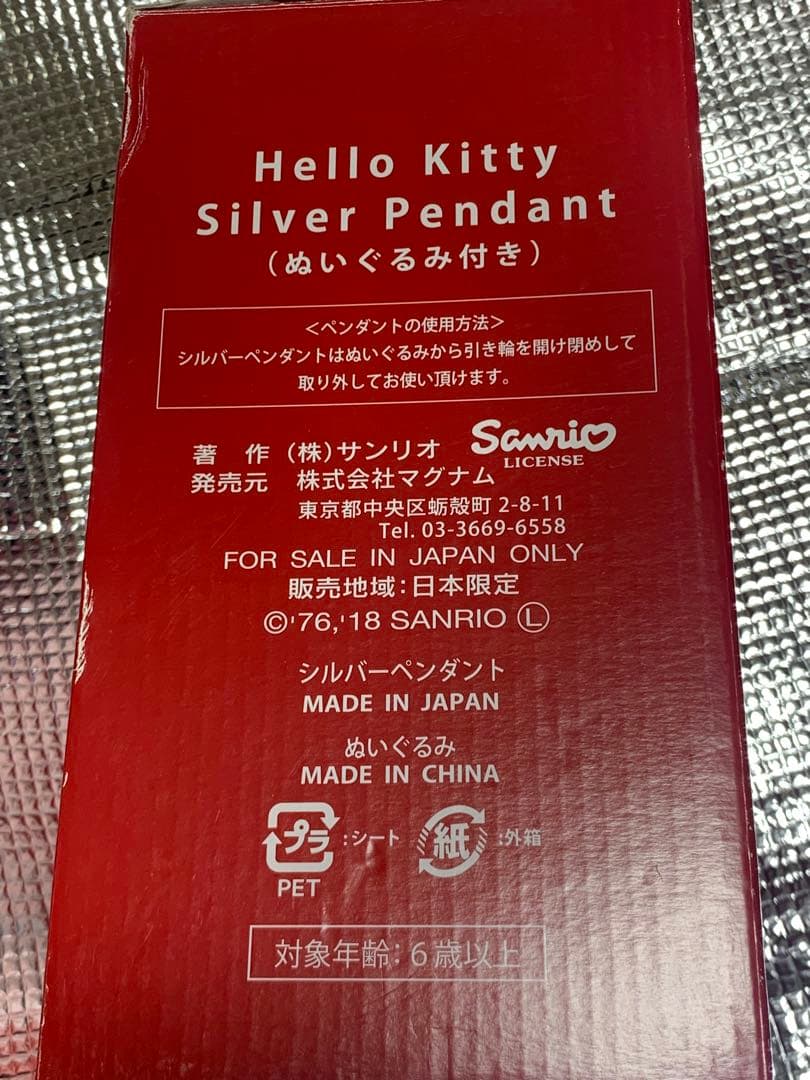 Hello Kitty
Silver Pendant
（ぬいぐるみ付き）
＜ペンダントの使用方法＞
シルバーペンダントはぬいぐるみから引き輪を開け閉めして
取り外してお使い頂けます。
著　作　（株）サンリオ　Sanrio
LICENSE
発売元　株式会社マグナム
東京都中央区蛎殻町 2-8-11
Tel. 03-3669-6558
FOR SALE IN JAPAN ONLY
販売地域：日本限定
©'76,'18 SANRIO Ⓛ
シルバーペンダント
MADE IN JAPAN
ぬいぐるみ
MADE IN CHINA
プラ :シート　紙 :外箱
PET
対象年齢：6歳以上